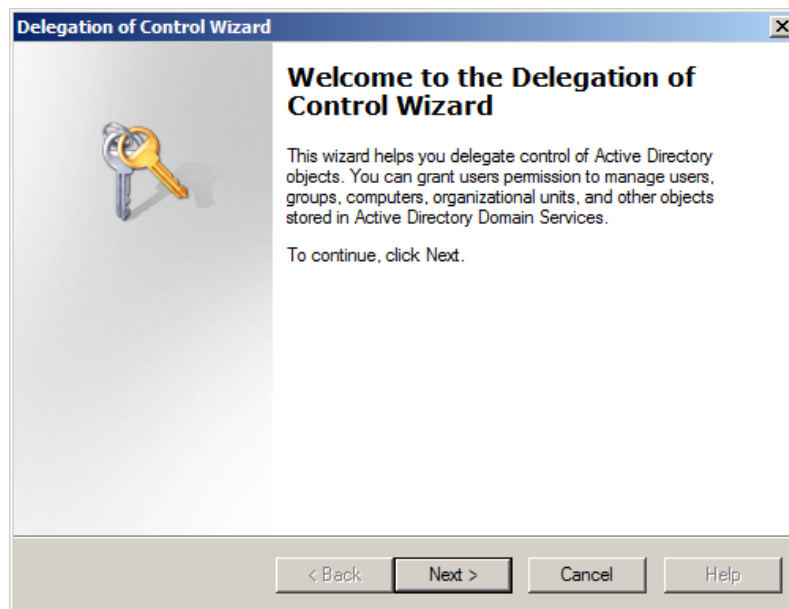 Delegation of Control Wizard
Welcome to the Delegation of
Control Wizard
This wizard helps you delegate control of Active Directory
objects. You can grant users permission to manage users,
groups, computers, organizational units, and other objects
stored in Active Directory Domain Services.
To continue, click Next.
< Back
Next >
Cancel
Help